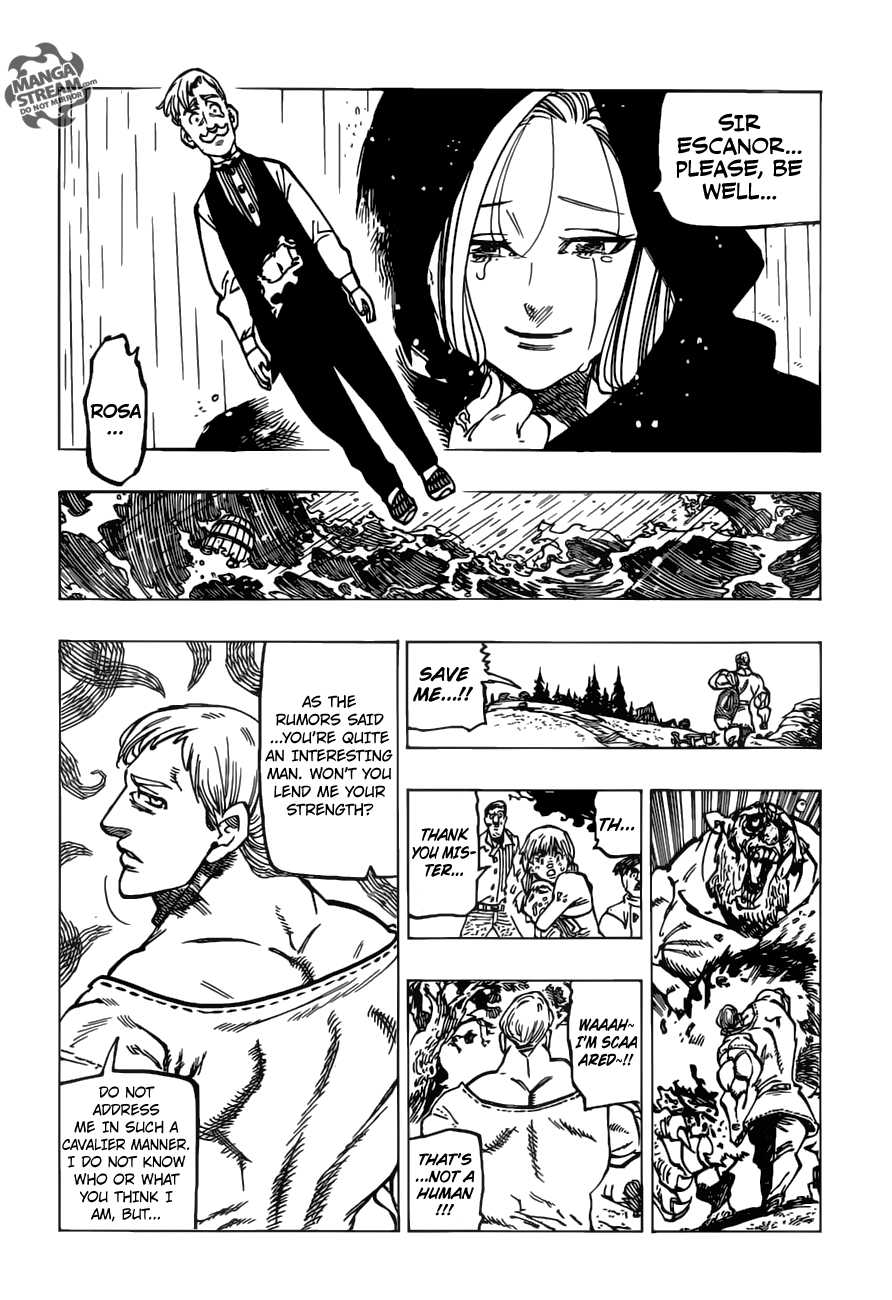 MANGA
STREAM.com
DO NOT MIRROR
SIR
ESCANOR...
PLEASE, BE
WELL...
ROSA
...
SAVE
ME...!!
TH...
THANK
YOU MIS-
TER...
WAAAH~
I'M SCAA
ARED~!!
THAT'S
...NOT A
HUMAN
!!!
AS THE
RUMORS SAID
...YOU'RE QUITE
AN INTERESTING
MAN. WON'T YOU
LEND ME YOUR
STRENGTH?
DO NOT
ADDRESS
ME IN SUCH A
CAVALIER MANNER.
I DO NOT KNOW
WHO OR WHAT
YOU THINK I
AM, BUT...